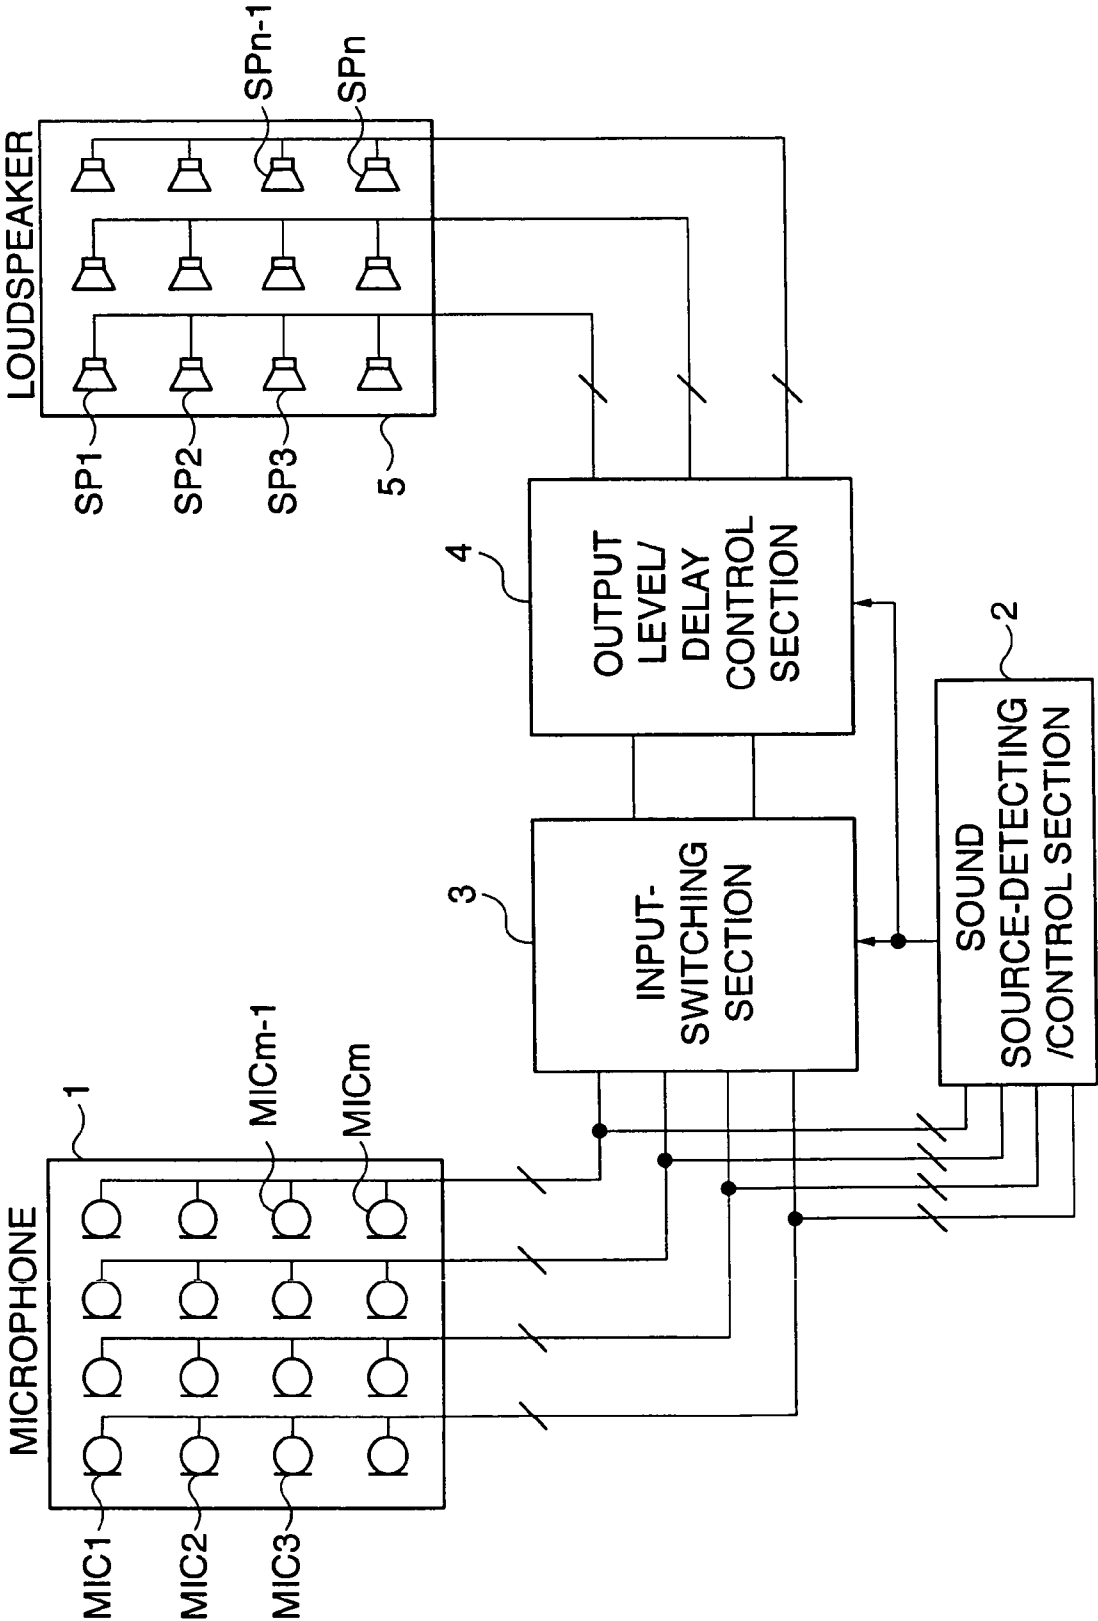 MICROPHONE
1
MIC1
MIC2
MIC3
MICm-1
MICm
LOUDSPEAKER
SP1
SP2
SP3
5
SPn-1
SPn
3
INPUT-
SWITCHING
SECTION
4
OUTPUT
LEVEL/
DELAY
CONTROL
SECTION
2
SOUND
SOURCE-DETECTING
/CONTROL SECTION